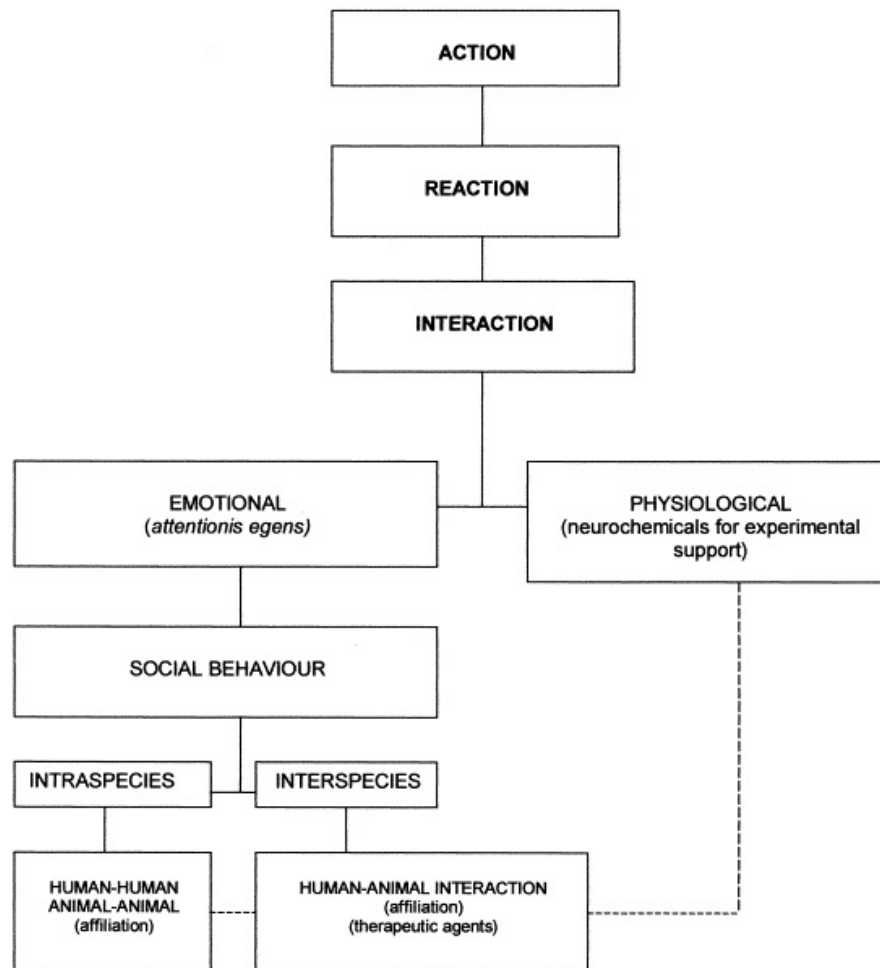 ACTION
REACTION
INTERACTION
EMOTIONAL
(attentionis egens)
PHYSIOLOGICAL
(neurochemicals for experimental
support)
SOCIAL BEHAVIOUR
INTRASPECIES
INTERSPECIES
HUMAN-HUMAN
ANIMAL-ANIMAL
(affiliation)
HUMAN-ANIMAL INTERACTION
(affiliation)
(therapeutic agents)